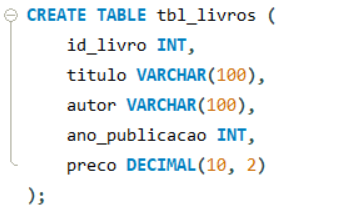 CREATE TABLE tbl_livros (
    id_livro INT,
    titulo VARCHAR(100),
    autor VARCHAR(100),
    ano_publicacao INT,
    preco DECIMAL(10, 2)
);